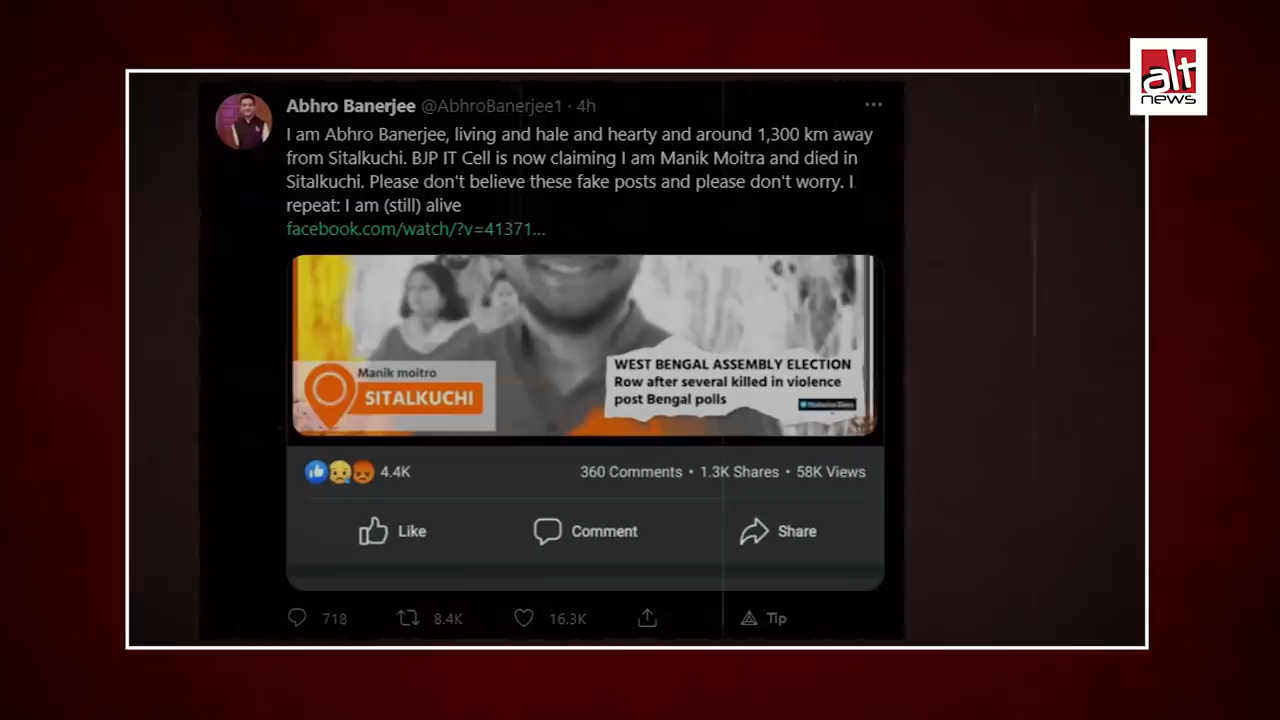 alt
news
Abhro Banerjee @AbhroBanerjee1 · 4h
I am Abhro Banerjee, living and hale and hearty and around 1,300 km away
from Sitalkuchi. BJP IT Cell is now claiming I am Manik Moitra and died in
Sitalkuchi. Please don't believe these fake posts and please don't worry. I
repeat: I am (still) alive
facebook.com/watch/?v=41371...
Manik moitro
SITALKUCHI
WEST BENGAL ASSEMBLY ELECTION
Row after several killed in violence
post Bengal polls
4.4K
360 Comments • 1.3K Shares • 58K Views
Like
Comment
Share
718
8.4K
16.3K
Tip